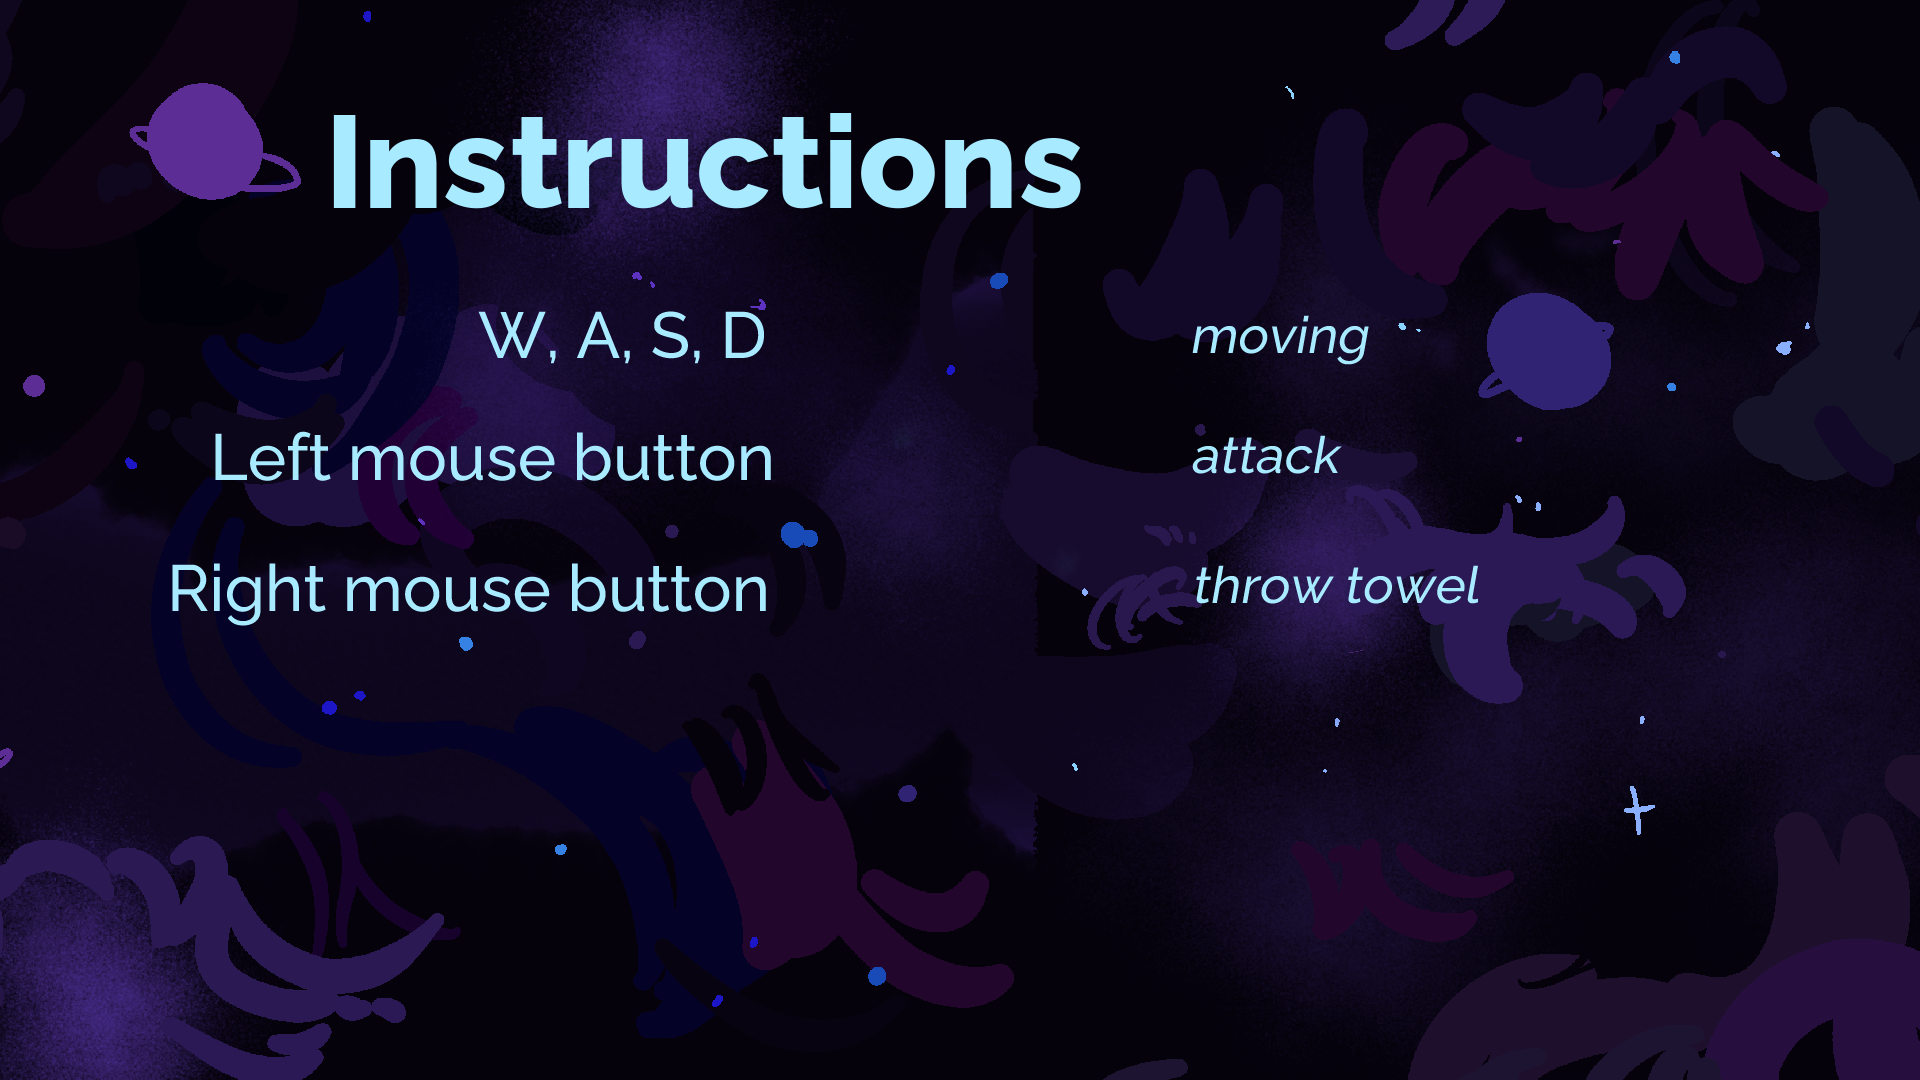 Instructions
W, A, S, D moving
Left mouse button attack
Right mouse button throw towel